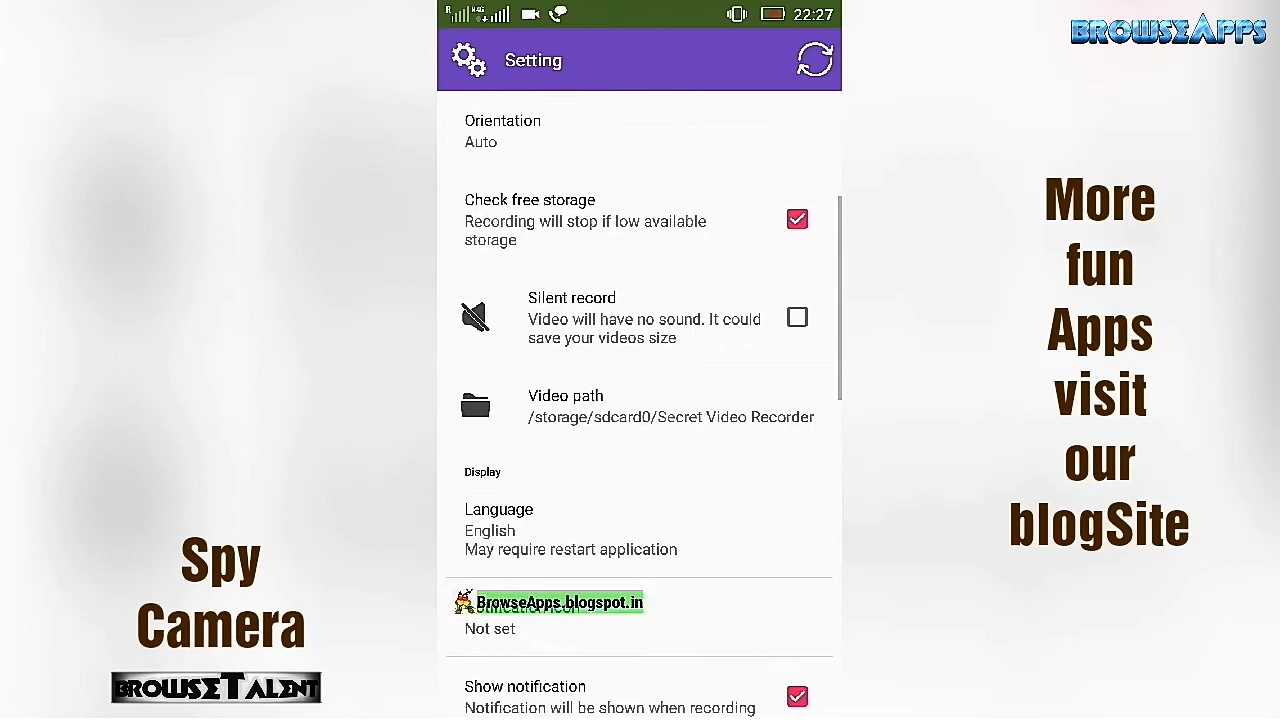 R
H4G
22:27
BROWSEAPPS
Setting
Orientation
Auto
Check free storage
Recording will stop if low available
storage
Silent record
Video will have no sound. It could
save your videos size
Video path
/storage/sdcard0/Secret Video Recorder
Display
Language
English
May require restart application
BrowseApps.blogspot.in
Not set
Show notification
Notification will be shown when recording
Spy
Camera
BROWSETALENT
More
fun
Apps
visit
our
blogSite